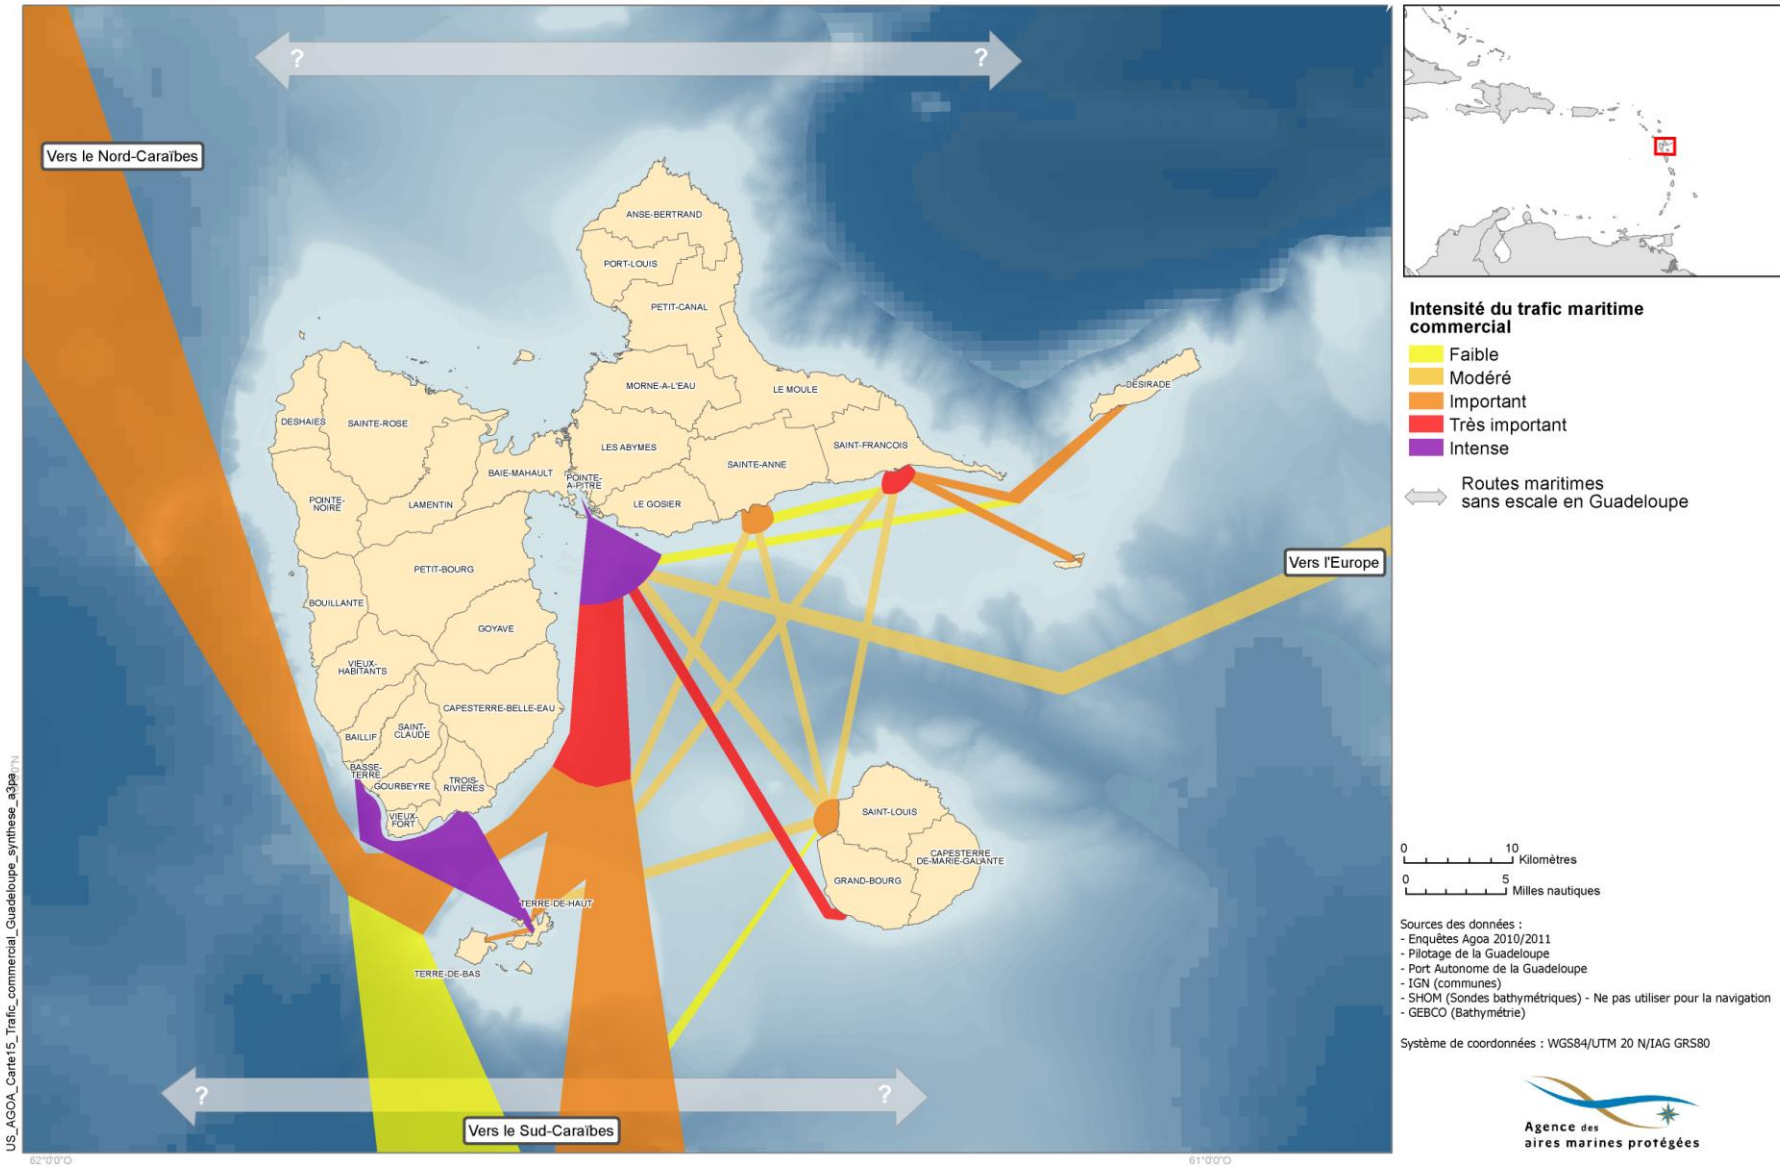 ?
?
Vers le Nord-Caraïbes
ANSE-BERTRAND
PORT-LOUIS
PETIT-CANAL
MORNE-A-L'EAU
LE MOULE
DESIRADE
DESHAIES
SAINTE-ROSE
LES ABYMES
SAINT-FRANCOIS
SAINTE-ANNE
BAIE-MAHAULT
POINTE-
A-PITRE
POINTE-
NOIRE
LAMENTIN
LE GOSIER
PETIT-BOURG
Vers l'Europe
BOUILLANTE
GOYAVE
VIEUX-
HABITANTS
CAPESTERRE-BELLE-EAU
SAINT-
CLAUDE
BAILLIF
BASSE-
TERRE
GOURBEYRE
TROIS-
RIVIERES
VIEUX-
FORT
SAINT-LOUIS
CAPESTERRE
DE-MARIE-GALANTE
GRAND-BOURG
TERRE-DE-HAUT
TERRE-DE-BAS
?
?
Vers le Sud-Caraïbes
62°0'0"O
61°0'0"O
US_AGOA_Carte15_Trafic_commercial_Guadeloupe_synthese_a3pa
Intensité du trafic maritime
commercial
Faible
Modéré
Important
Très important
Intense
Routes maritimes
sans escale en Guadeloupe
0 10
Kilomètres
0 5
Milles nautiques
Sources des données :
- Enquêtes Agoa 2010/2011
- Pilotage de la Guadeloupe
- Port Autonome de la Guadeloupe
- IGN (communes)
- SHOM (Sondes bathymétriques) - Ne pas utiliser pour la navigation
- GEBCO (Bathymétrie)
Système de coordonnées : WGS84/UTM 20 N/IAG GRS80
Agence des
aires marines protégées